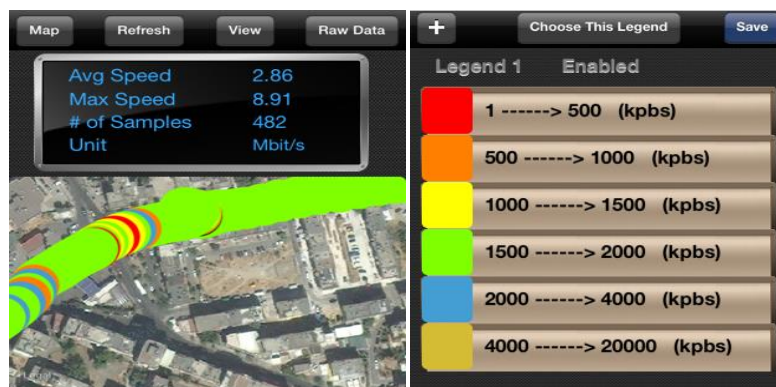 Map Refresh View Raw Data
Avg Speed 2.86
Max Speed 8.91
# of Samples 482
Unit Mbit/s
Legal
+ Choose This Legend Save
Legend 1 Enabled
1 ------> 500 (kpbs)
500 ------> 1000 (kpbs)
1000 ------> 1500 (kpbs)
1500 ------> 2000 (kpbs)
2000 ------> 4000 (kpbs)
4000 ------> 20000 (kpbs)